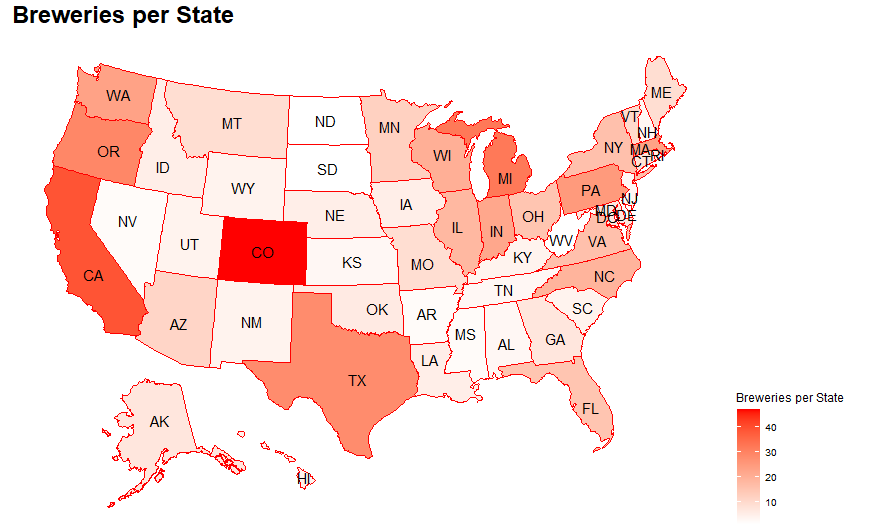 Breweries per State
WA
MT
ND
MN
ME
VT
NH
OR
ID
SD
WI
MI
NY
MA
RI
CT
WY
IA
PA
NJ
NE
IL
IN
OH
MD
DE
DC
NV
UT
CO
KS
MO
KY
WV
VA
CA
AZ
NM
OK
AR
TN
NC
SC
MS
AL
GA
LA
TX
FL
AK
HI
Breweries per State
40
30
20
10